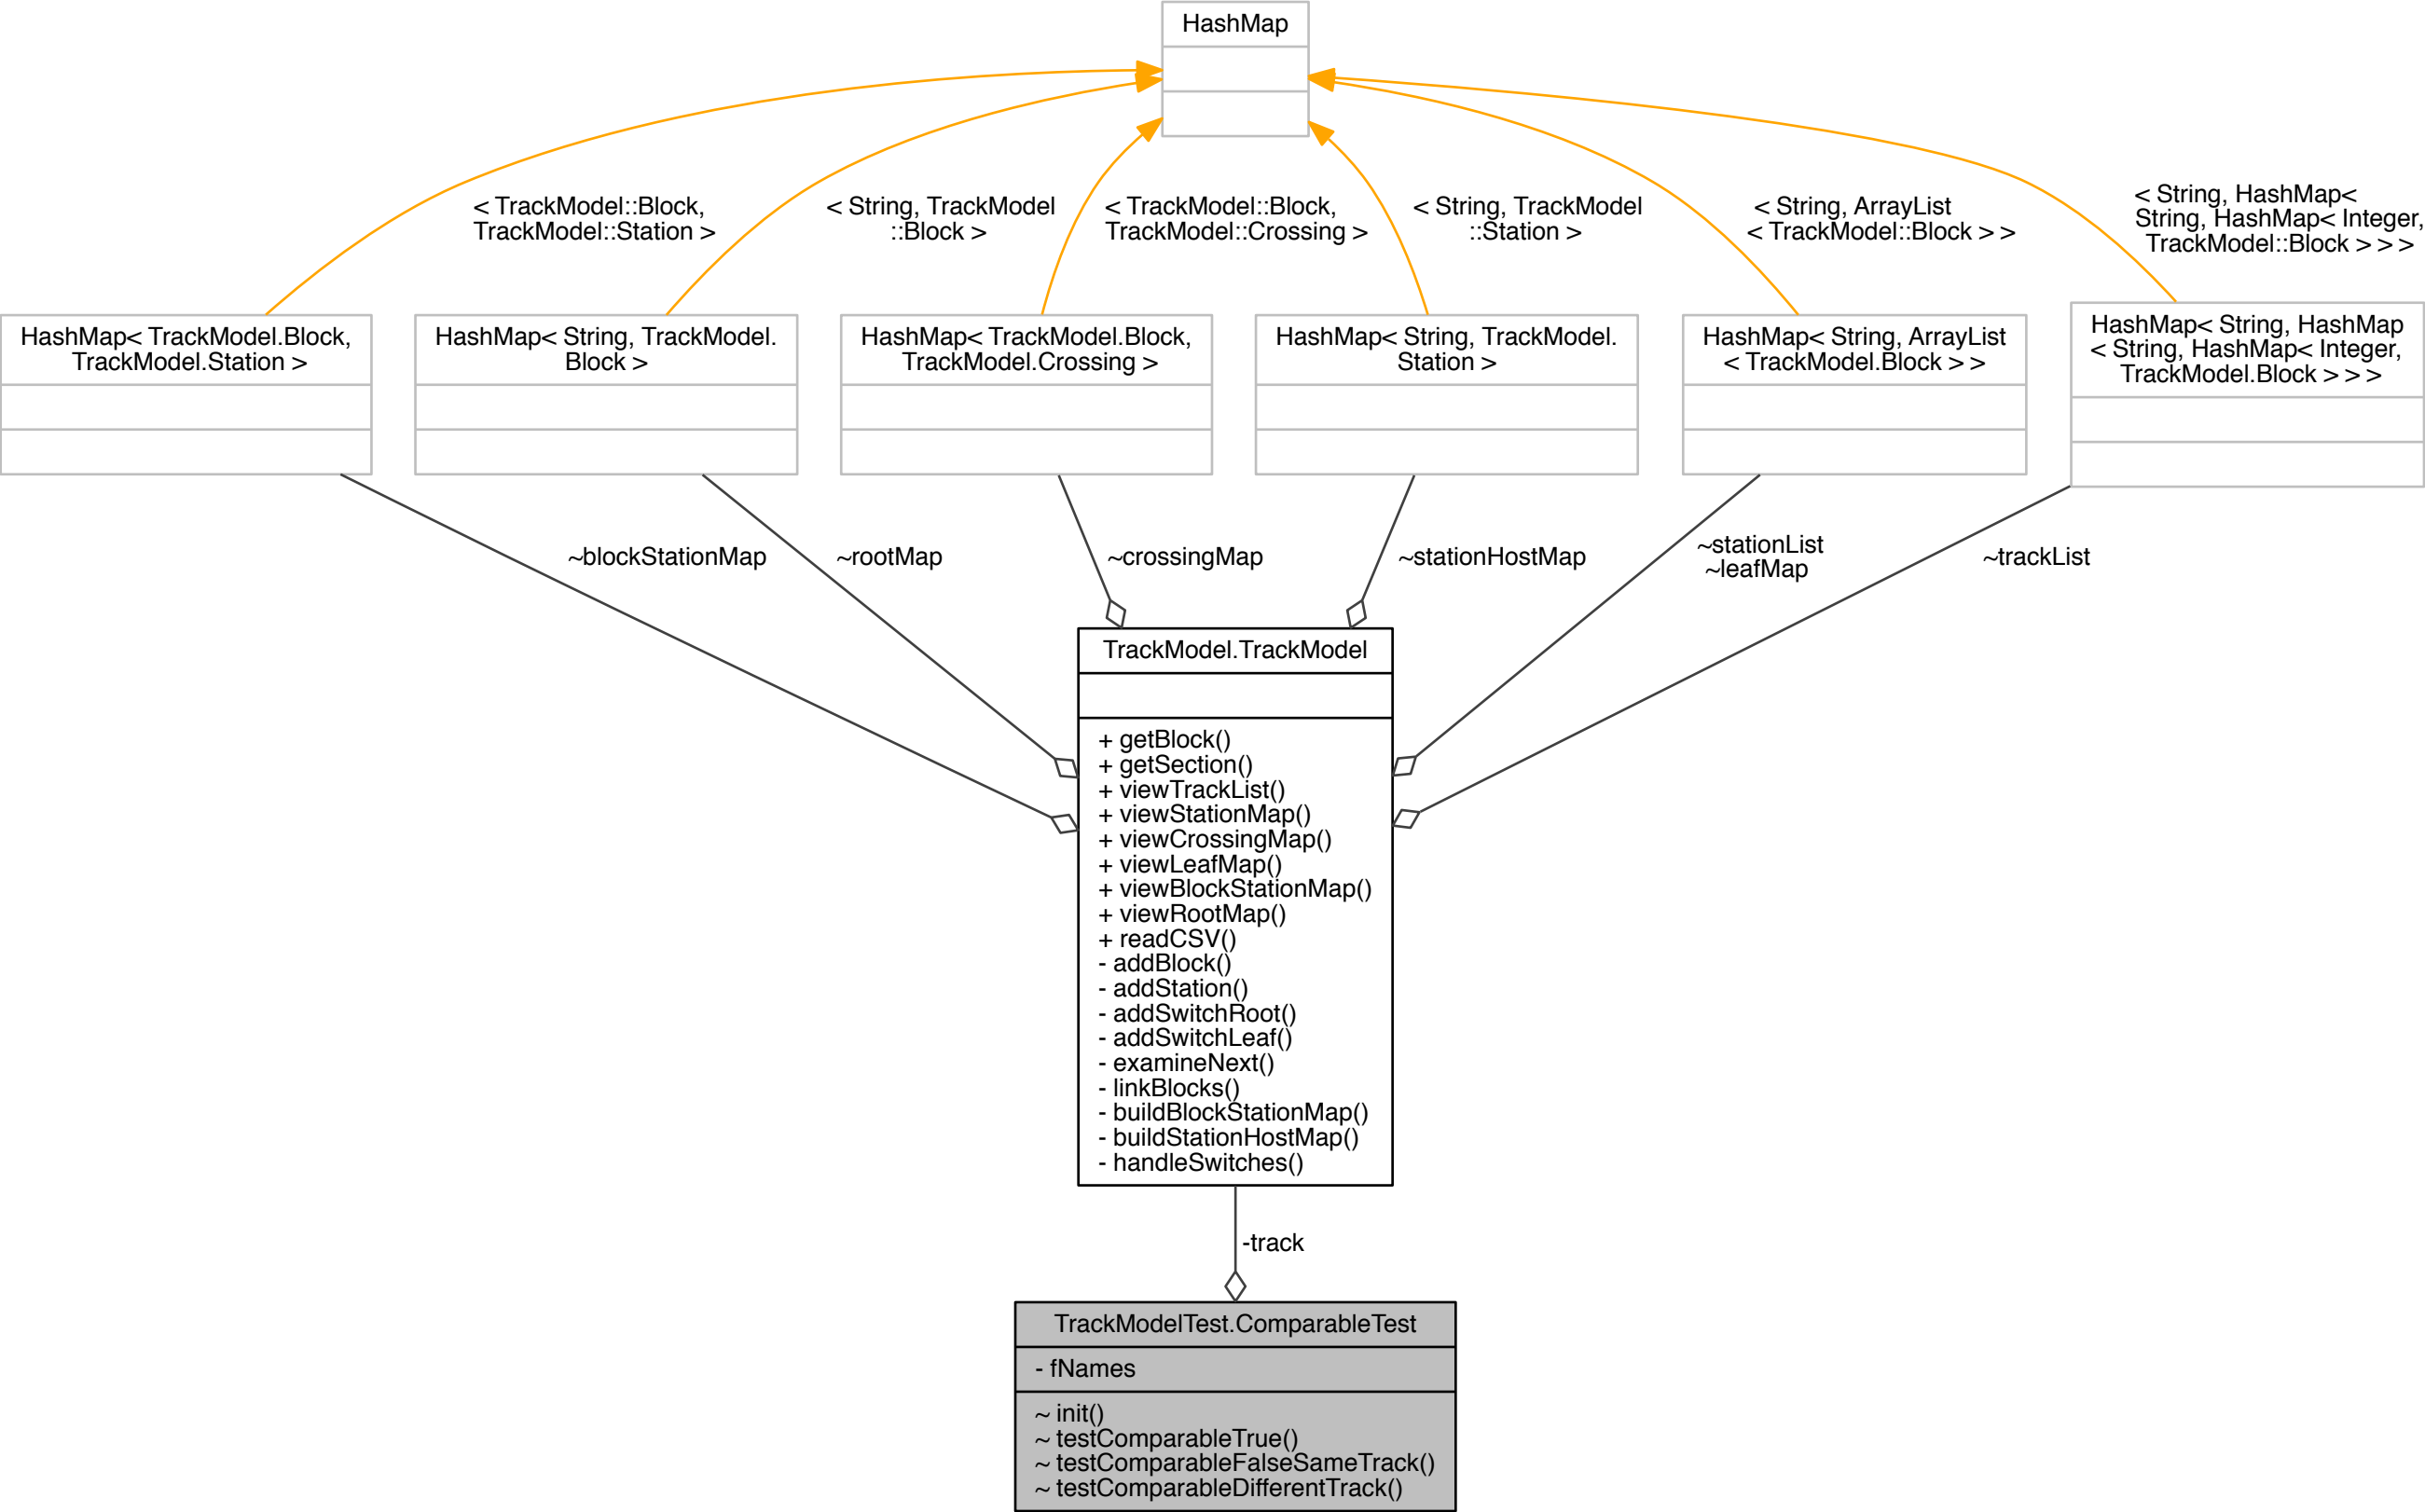 HashMap
< TrackModel::Block,
TrackModel::Station >
< String, TrackModel
::Block >
< TrackModel::Block,
TrackModel::Crossing >
< String, TrackModel
::Station >
< String, ArrayList
< TrackModel::Block > >
< String, HashMap<
String, HashMap< Integer,
TrackModel::Block > > >
HashMap< TrackModel.Block,
TrackModel.Station >
HashMap< String, TrackModel.
Block >
HashMap< TrackModel.Block,
TrackModel.Crossing >
HashMap< String, TrackModel.
Station >
HashMap< String, ArrayList
< TrackModel.Block > >
HashMap< String, HashMap
< String, HashMap< Integer,
TrackModel.Block > > >
~blockStationMap
~rootMap
~crossingMap
~stationHostMap
~stationList
~leafMap
~trackList
TrackModel.TrackModel
+ getBlock()
+ getSection()
+ viewTrackList()
+ viewStationMap()
+ viewCrossingMap()
+ viewLeafMap()
+ viewBlockStationMap()
+ viewRootMap()
+ readCSV()
- addBlock()
- addStation()
- addSwitchRoot()
- addSwitchLeaf()
- examineNext()
- linkBlocks()
- buildBlockStationMap()
- buildStationHostMap()
- handleSwitches()
-track
TrackModelTest.ComparableTest
- fNames
~ init()
~ testComparableTrue()
~ testComparableFalseSameTrack()
~ testComparableDifferentTrack()